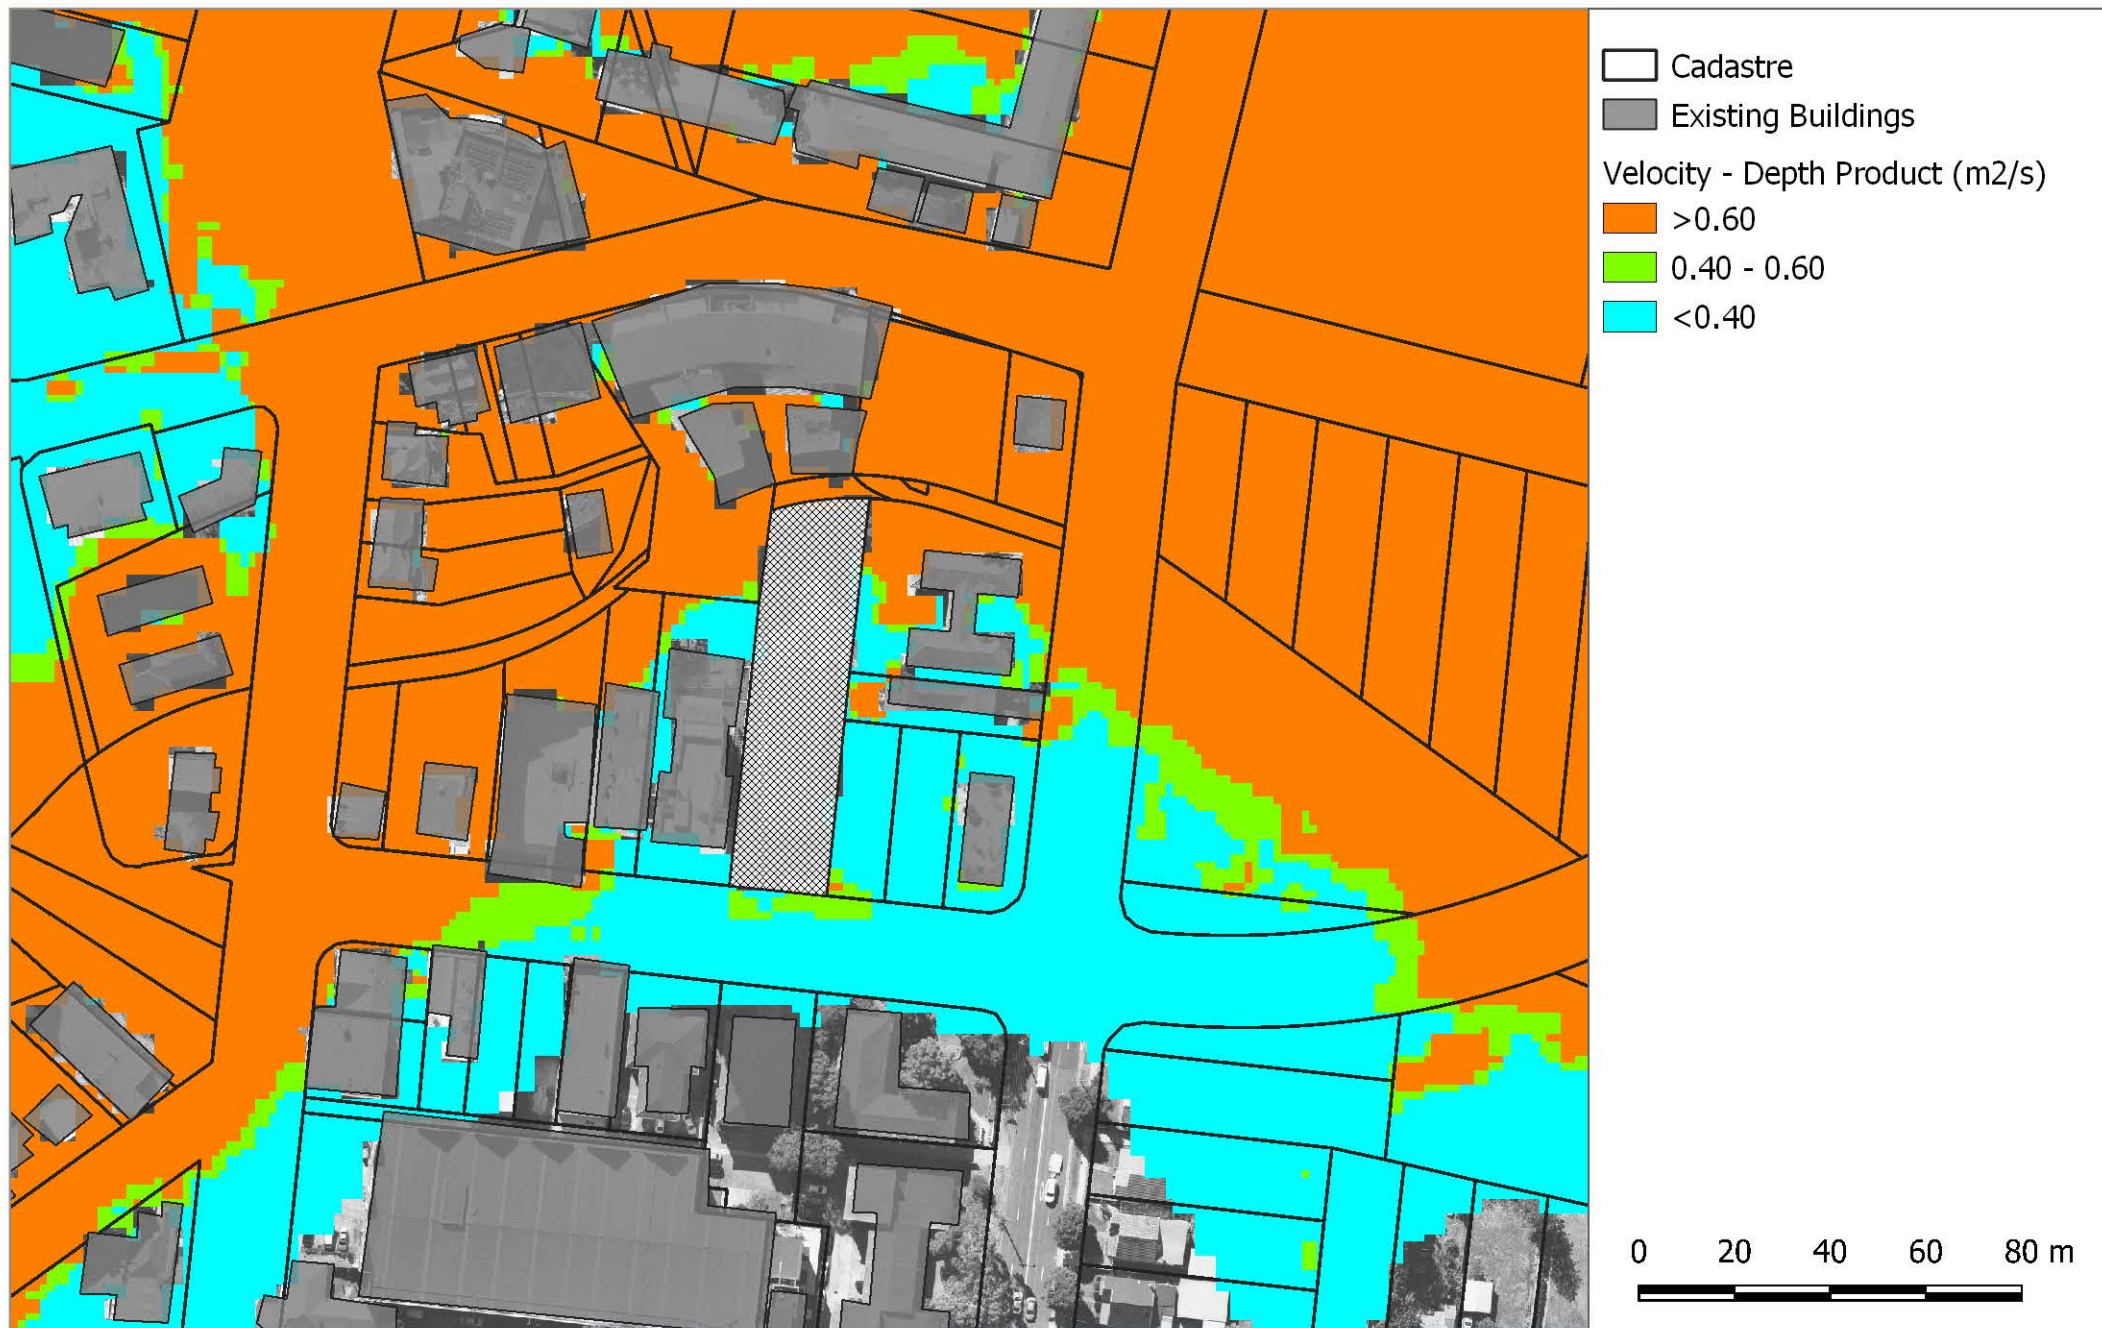 Cadastre
Existing Buildings
Velocity - Depth Product (m2/s)
>0.60
0.40 - 0.60
<0.40
0 20 40 60 80 m